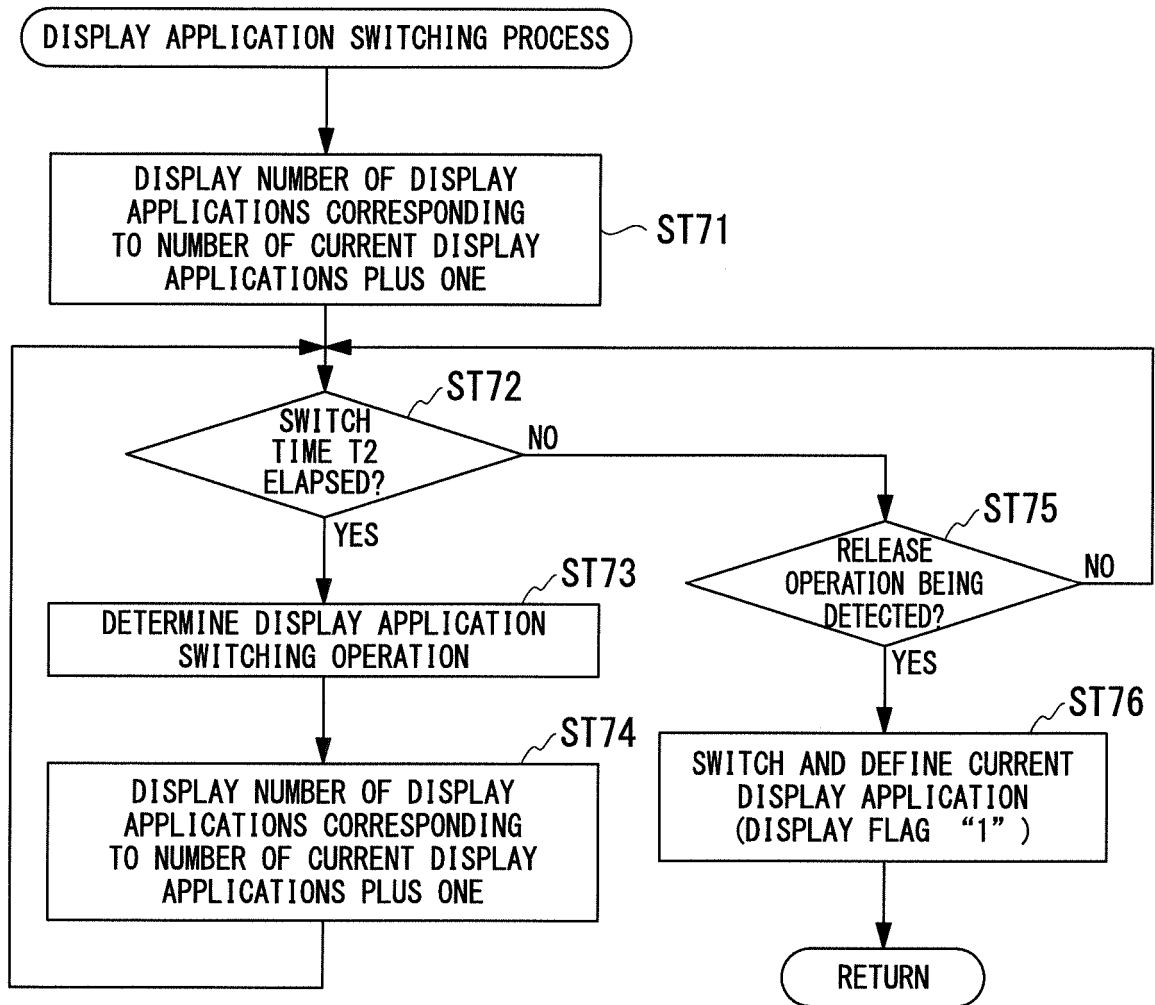 DISPLAY APPLICATION SWITCHING PROCESS
DISPLAY NUMBER OF DISPLAY
APPLICATIONS CORRESPONDING
TO NUMBER OF CURRENT DISPLAY
APPLICATIONS PLUS ONE
ST71
ST72
SWITCH
TIME T2
ELAPSED?
NO
YES
ST73
DETERMINE DISPLAY APPLICATION
SWITCHING OPERATION
ST74
DISPLAY NUMBER OF DISPLAY
APPLICATIONS CORRESPONDING
TO NUMBER OF CURRENT DISPLAY
APPLICATIONS PLUS ONE
ST75
RELEASE
OPERATION BEING
DETECTED?
NO
YES
ST76
SWITCH AND DEFINE CURRENT
DISPLAY APPLICATION
(DISPLAY FLAG “1”)
RETURN